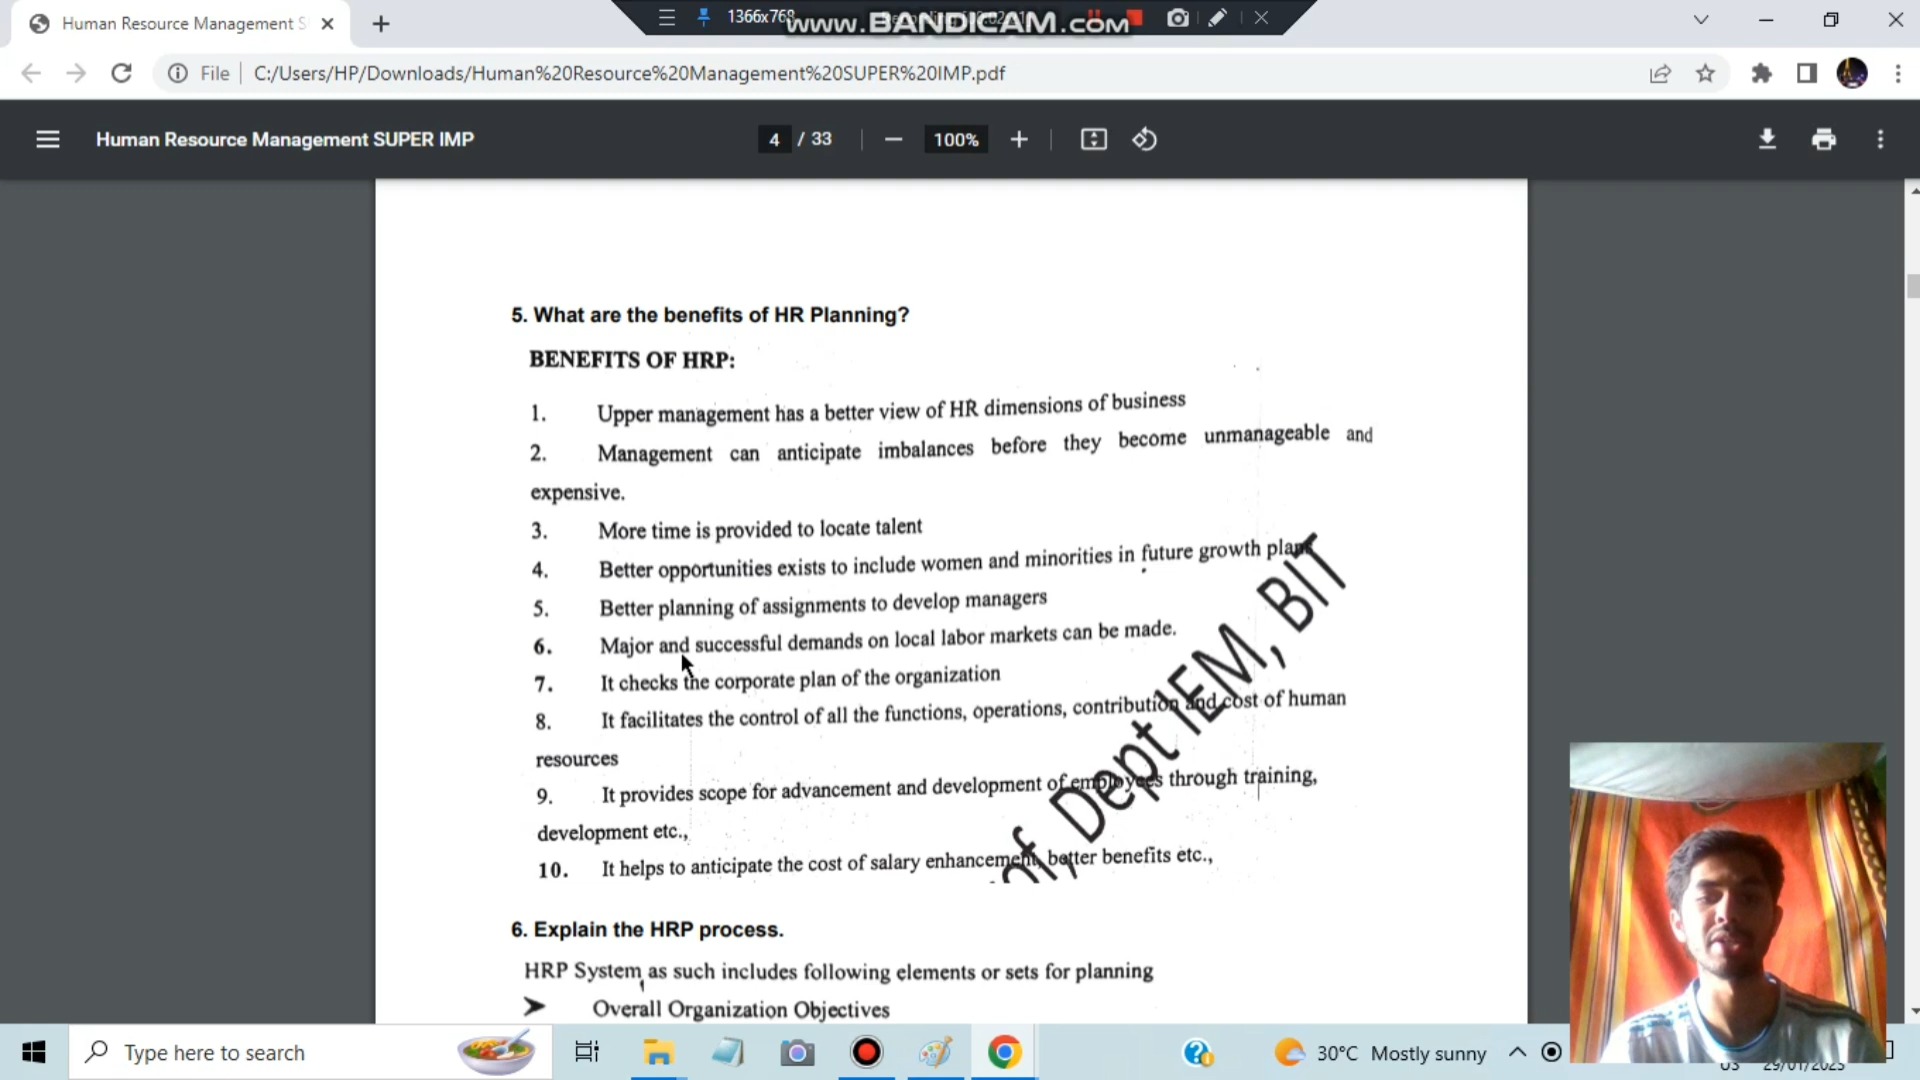 Human Resource Management S
1366x768
www.BANDICAM.com
File
C:/Users/HP/Downloads/Human%20Resource%20Management%20SUPER%20IMP.pdf
Human Resource Management SUPER IMP
4 / 33
100%
5. What are the benefits of HR Planning?
BENEFITS OF HRP:
1. Upper management has a better view of HR dimensions of business
2. Management can anticipate imbalances before they become unmanageable and
expensive.
3. More time is provided to locate talent
4. Better opportunities exists to include women and minorities in future growth plans
5. Better planning of assignments to develop managers
6. Major and successful demands on local labor markets can be made.
7. It checks the corporate plan of the organization
8. It facilitates the control of all the functions, operations, contribution and cost of human
resources
9. It provides scope for advancement and development of employees through training,
development etc.,
10. It helps to anticipate the cost of salary enhancement, better benefits etc.,
of, Dept IEM, BIT
6. Explain the HRP process.
HRP System as such includes following elements or sets for planning
➤ Overall Organization Objectives
Type here to search
30°C Mostly sunny
US
29/01/2023